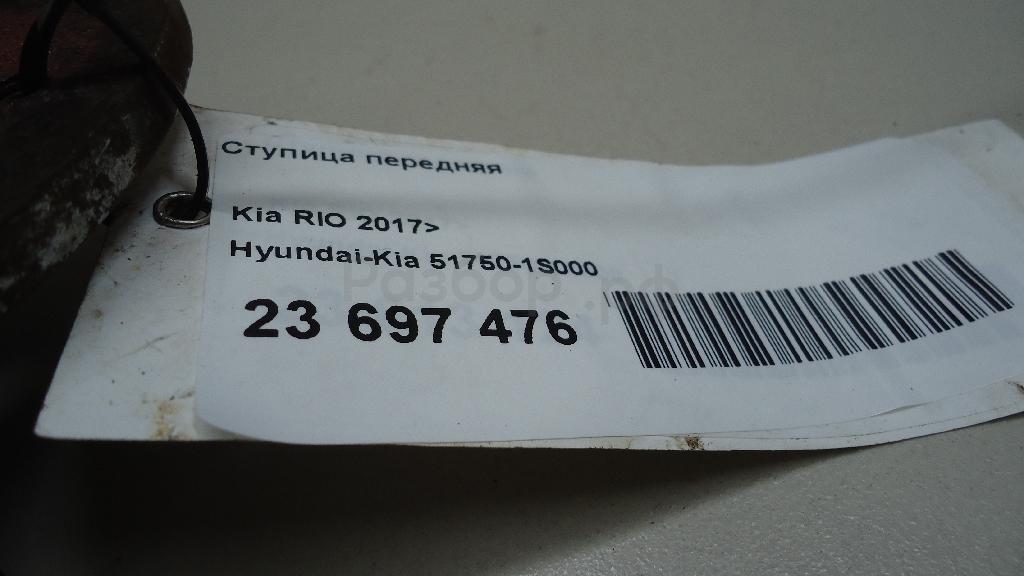 Ступица передняя
Kia RIO 2017>
Hyundai-Kia 51750-1S000
Разбор.рф
23 697 476